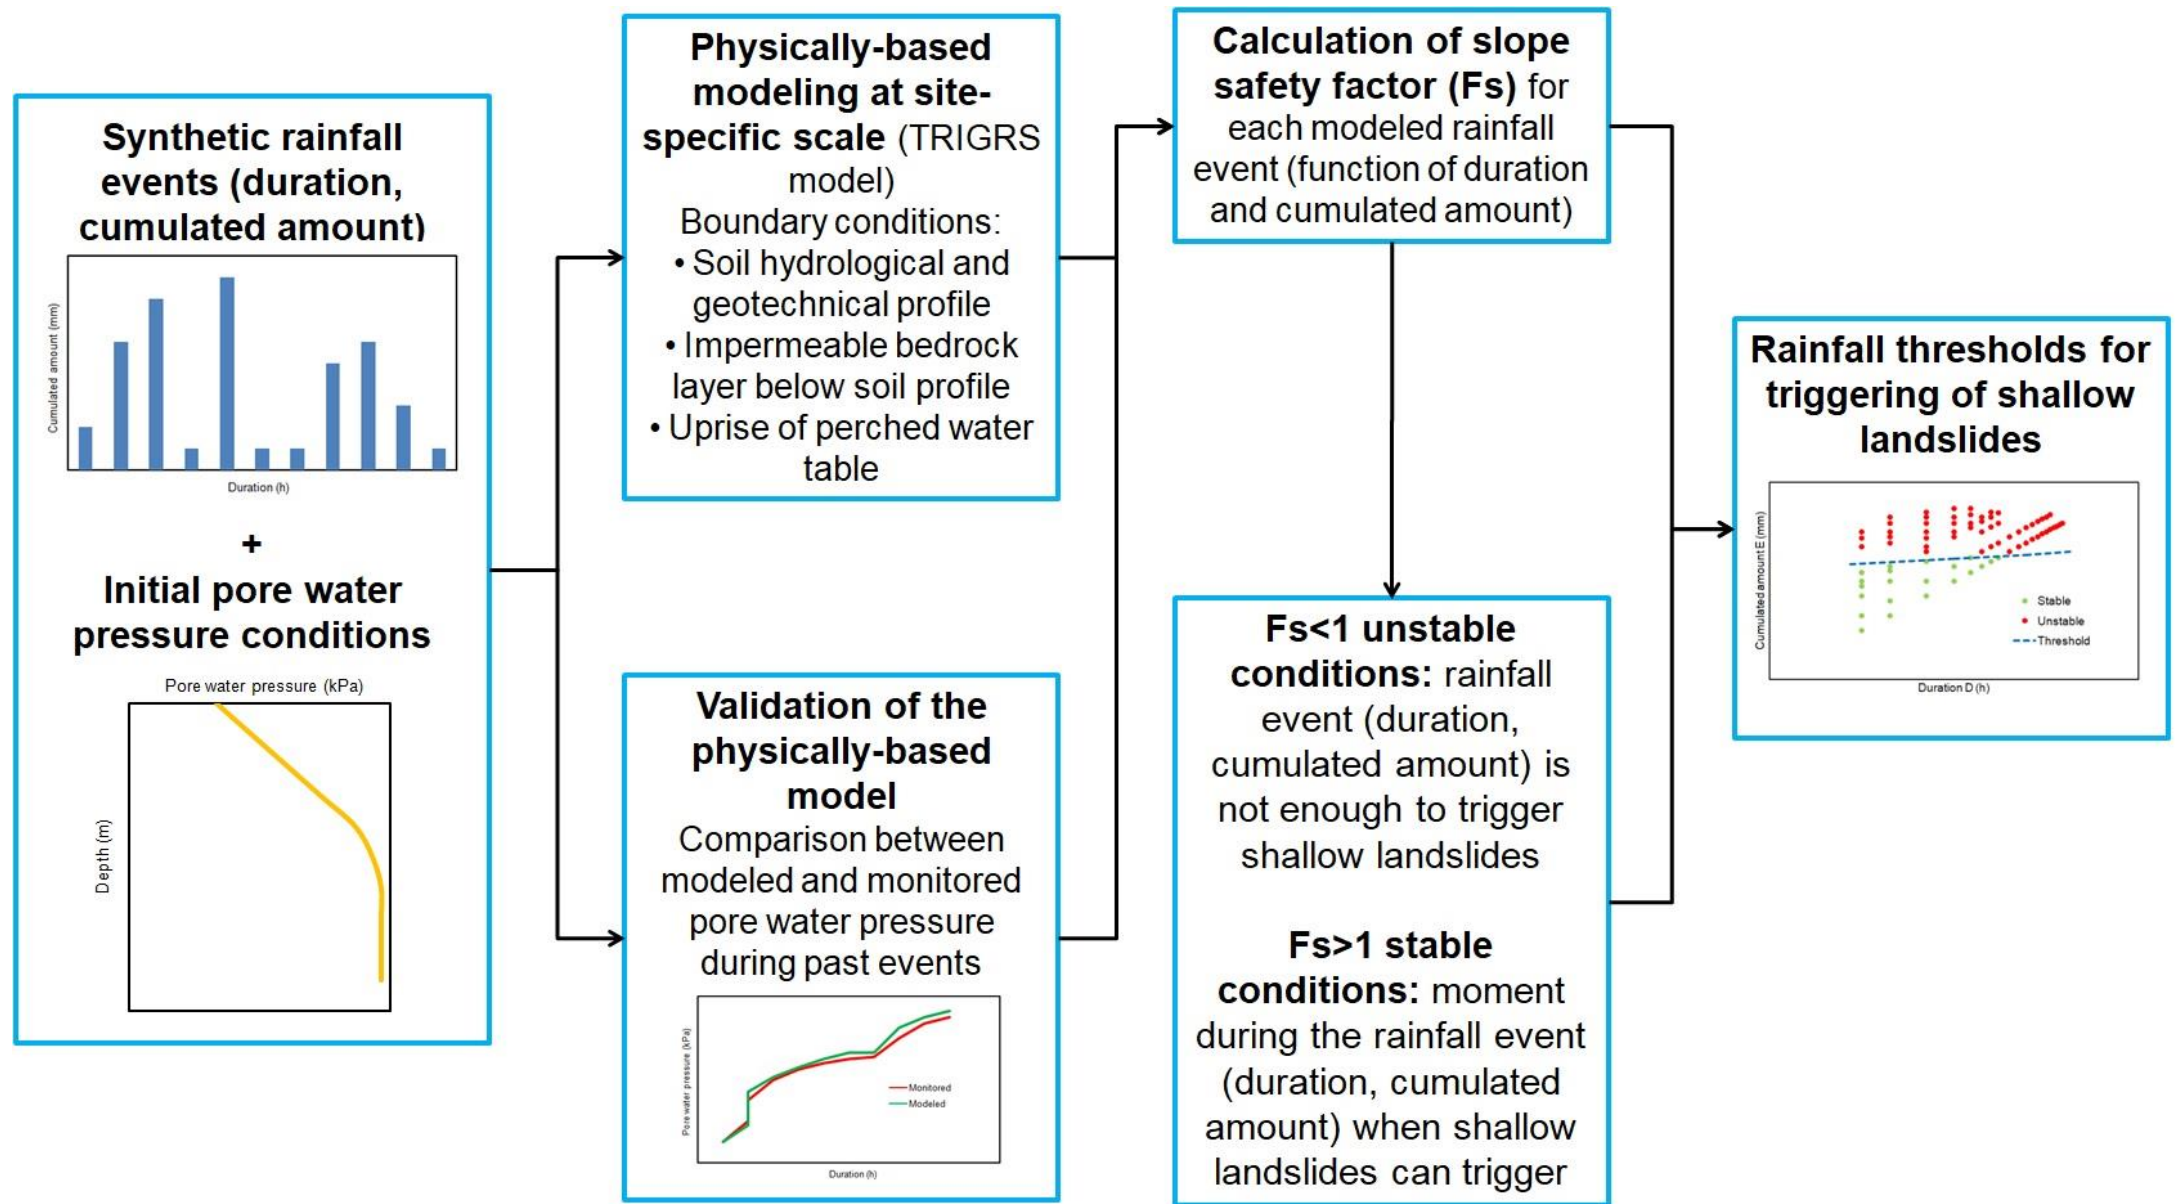 Synthetic rainfall
events (duration,
cumulated amount)
Cumulated amount (mm)
Duration (h)
+
Initial pore water
pressure conditions
Pore water pressure (kPa)
Depth (m)
Physically-based
modeling at site-
specific scale (TRIGRS
model)
Boundary conditions:
• Soil hydrological and
geotechnical profile
• Impermeable bedrock
layer below soil profile
• Uprise of perched water
table
Validation of the
physically-based
model
Comparison between
modeled and monitored
pore water pressure
during past events
Pore water pressure (kPa)
Monitored
Modeled
Duration (h)
Calculation of slope
safety factor (Fs) for
each modeled rainfall
event (function of duration
and cumulated amount)
Fs<1 unstable
conditions: rainfall
event (duration,
cumulated amount) is
not enough to trigger
shallow landslides
Fs>1 stable
conditions: moment
during the rainfall event
(duration, cumulated
amount) when shallow
landslides can trigger
Rainfall thresholds for
triggering of shallow
landslides
Cumulated amount E (mm)
Stable
Unstable
Threshold
Duration D (h)